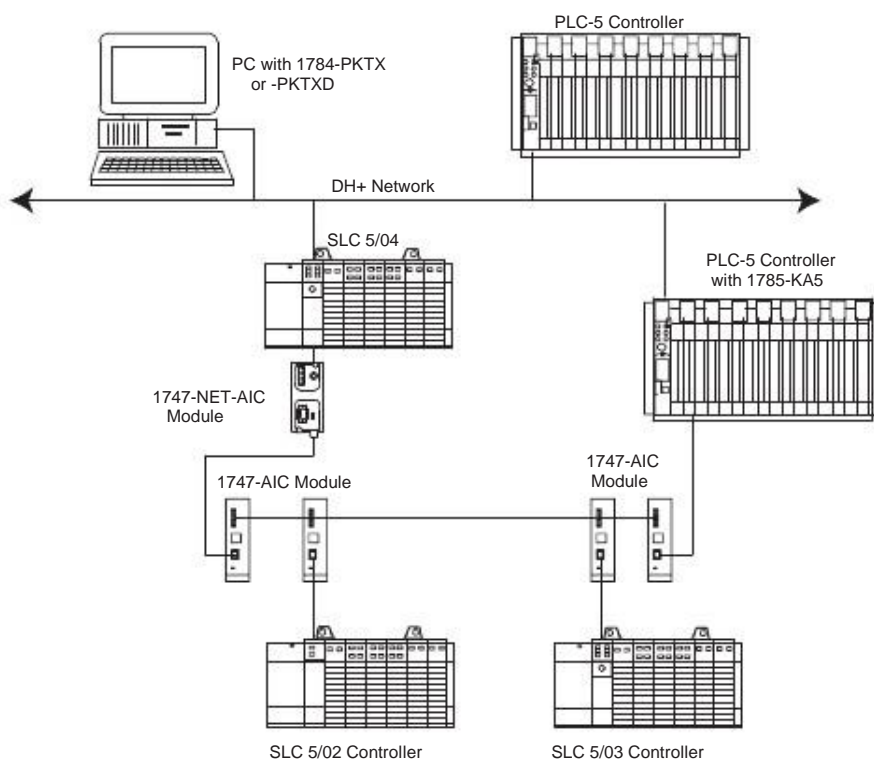 PLC-5 Controller
PC with 1784-PKTX
or -PKTXD
DH+ Network
SLC 5/04
PLC-5 Controller
with 1785-KA5
1747-NET-AIC
Module
1747-AIC Module
1747-AIC
Module
SLC 5/02 Controller
SLC 5/03 Controller